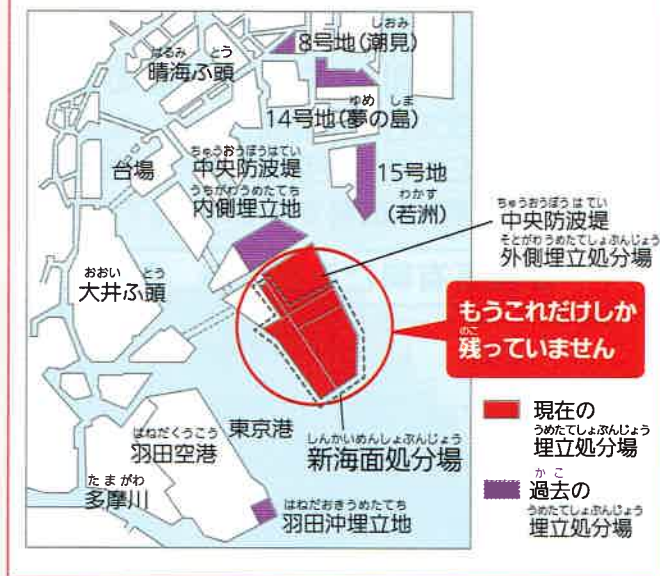 しおみ
8号地(潮見)
はるみ とう
晴海ふ頭
ゆめ しま
14号地(夢の島)
台場
ちゅうおうぼうはてい
中央防波堤
うちがわうめたてち
内側埋立地
15号地
わかす
(若洲)
ちゅうおうぼうはてい
中央防波堤
そとがわうめたてしょぶんじょう
外側埋立処分場
おおい とう
大井ふ頭
もうこれだけしか
のこ
残っていません
東京港
はねだくうこう
羽田空港
しんかいめんしょぶんじょう
新海面処分場
たまがわ
多摩川
はねだおきうめたてち
羽田沖埋立地
現在の
うめたてしょぶんじょう
埋立処分場
かこ
過去の
うめたてしょぶんじょう
埋立処分場